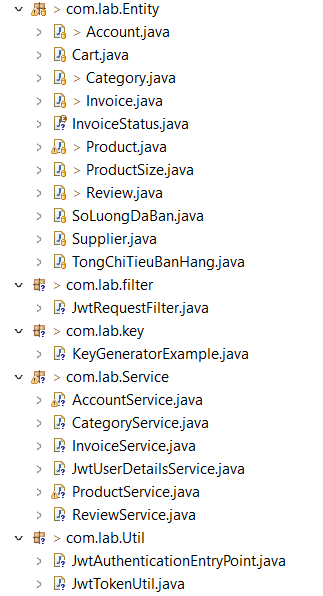 > com.lab.Entity
> Account.java
Cart.java
> Category.java
> Invoice.java
InvoiceStatus.java
> Product.java
> ProductSize.java
> Review.java
SoLuongDaBan.java
Supplier.java
TongChiTieuBanHang.java
> com.lab.filter
JwtRequestFilter.java
> com.lab.key
KeyGeneratorExample.java
> com.lab.Service
AccountService.java
CategoryService.java
InvoiceService.java
JwtUserDetailsService.java
ProductService.java
ReviewService.java
> com.lab.Util
JwtAuthenticationEntryPoint.java
JwtTokenUtil.java